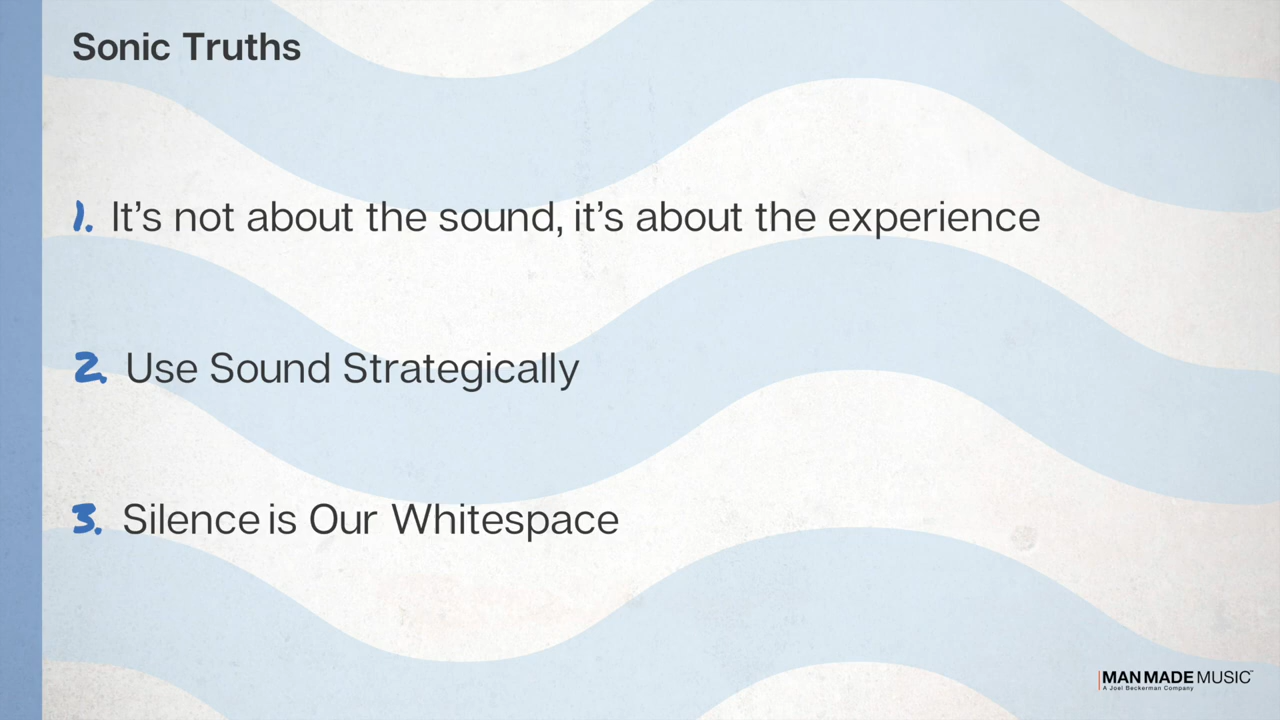 Sonic Truths
1. It’s not about the sound, it’s about the experience
2. Use Sound Strategically
3. Silence is Our Whitespace
MAN MADE MUSIC™
A Joel Beckerman Company